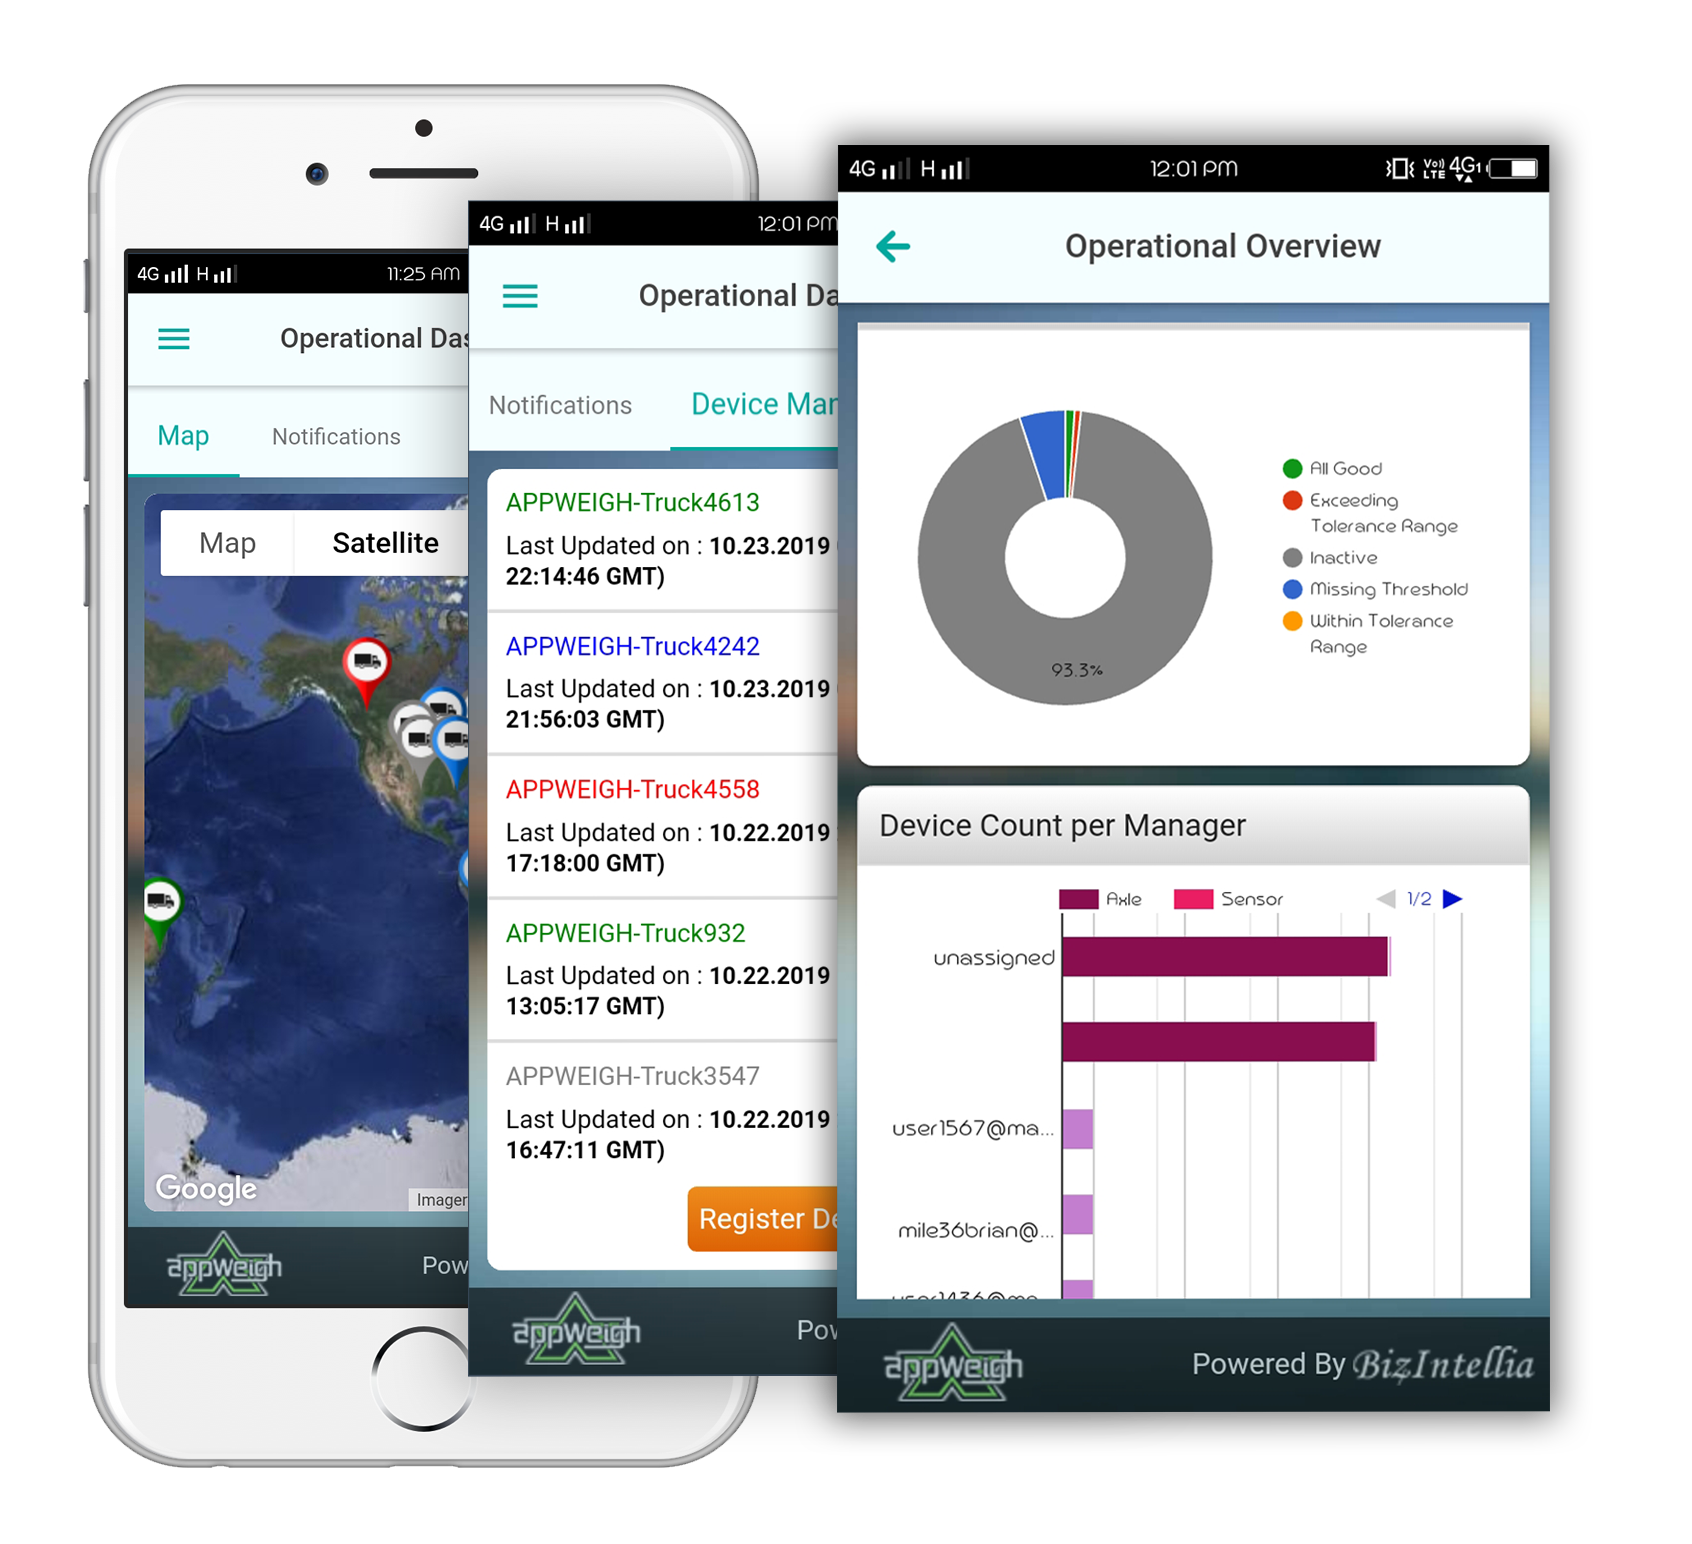 4G H 11:25 AM
Operational Das
Map Notifications
Map Satellite
Google
Imager
appWeigh Pow
4G H 12:01 PM
Operational Da
Notifications Device Man
APPWEIGH-Truck4613
Last Updated on : 10.23.2019
22:14:46 GMT)
APPWEIGH-Truck4242
Last Updated on : 10.23.2019
21:56:03 GMT)
APPWEIGH-Truck4558
Last Updated on : 10.22.2019
17:18:00 GMT)
APPWEIGH-Truck932
Last Updated on : 10.22.2019
13:05:17 GMT)
APPWEIGH-Truck3547
Last Updated on : 10.22.2019
16:47:11 GMT)
Register De
appWeigh Pow
4G H 12:01 PM Vo)) LTE 4G1
Operational Overview
93.3%
All Good
Exceeding
Tolerance Range
Inactive
Missing Threshold
Within Tolerance
Range
Device Count per Manager
Axle Sensor 1/2
unassigned
user1567@ma...
mile36brian@...
user1436@ma...
appWeigh Powered By BizIntellia